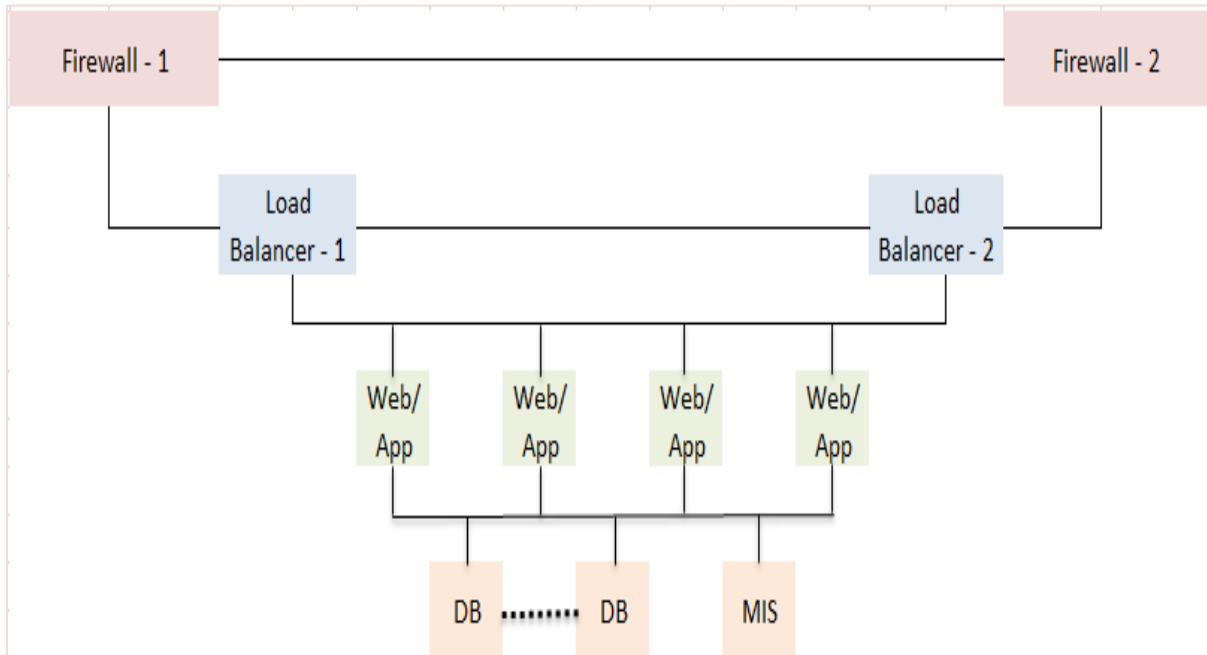 Firewall - 1
Firewall - 2
Load
Balancer - 1
Load
Balancer - 2
Web/
App
Web/
App
Web/
App
Web/
App
DB
DB
MIS